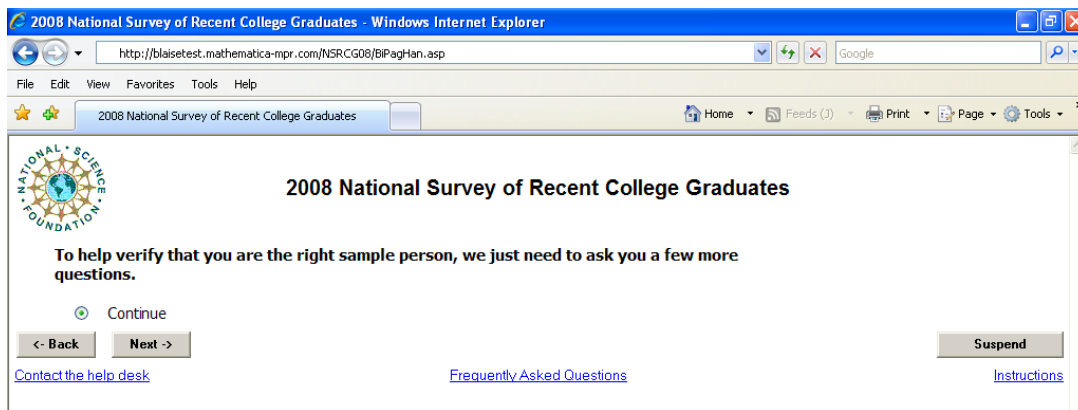 2008 National Survey of Recent College Graduates - Windows Internet Explorer
http://blaisetest.mathematica-mpr.com/NSRCG08/BiPagHan.asp
Google
File Edit View Favorites Tools Help
2008 National Survey of Recent College Graduates
Home Feeds (J) Print Page Tools
NATIONAL · SCIENCE · FOUNDATION ·
2008 National Survey of Recent College Graduates
To help verify that you are the right sample person, we just need to ask you a few more
questions.
Continue
<- Back Next -> Suspend
Contact the help desk Frequently Asked Questions Instructions